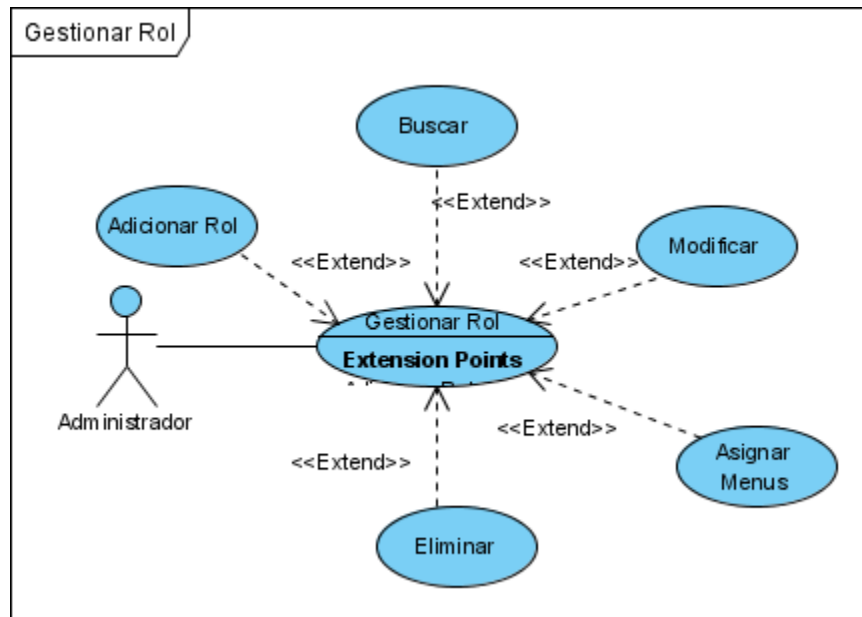 Gestionar Rol
Buscar
<<Extend>>
Adicionar Rol
<<Extend>>
Modificar
<<Extend>>
Gestionar Rol
Extension Points
Administrador
<<Extend>>
Asignar
Menus
<<Extend>>
Eliminar